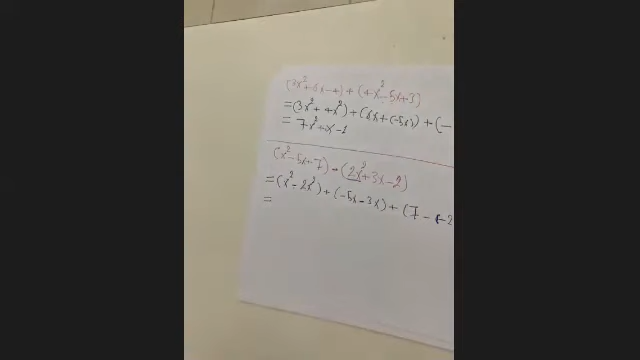 (3x² + 6x - 4) + (4x² - 5x + 3)
= (3x² + 4x²) + (6x + (-5x)) + (-
= 7x² + x - 1
(x² - 5x + 7) - (2x² + 3x - 2)
= (x² - 2x²) + (-5x - 3x) + (7 - (-2
=